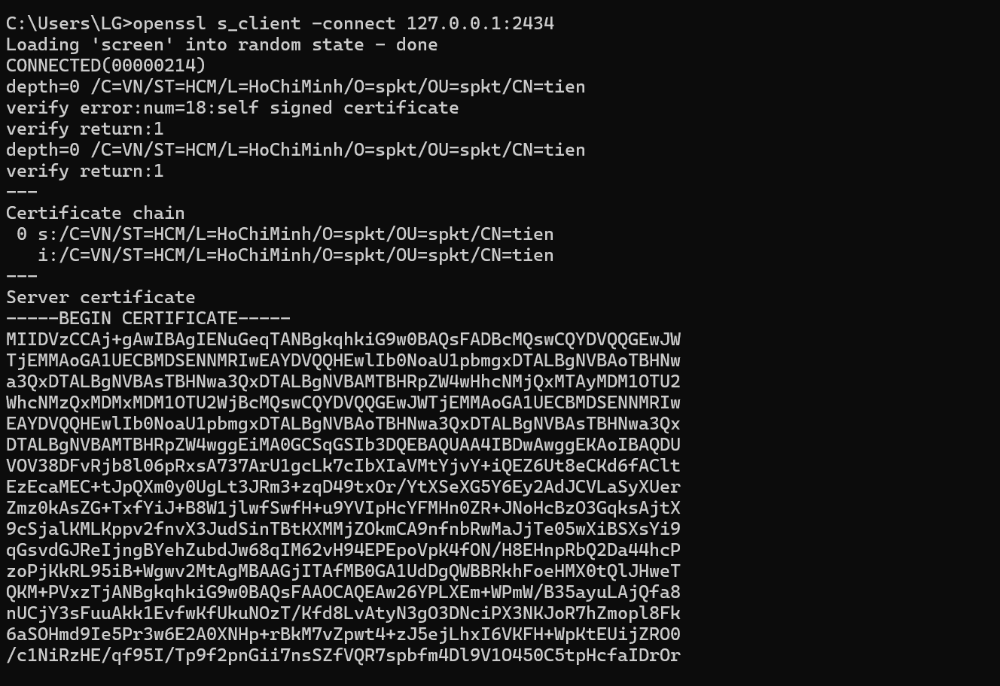 C:\Users\LG>openssl s_client -connect 127.0.0.1:2434
Loading 'screen' into random state - done
CONNECTED(00000214)
depth=0 /C=VN/ST=HCM/L=HoChiMinh/O=spkt/OU=spkt/CN=tien
verify error:num=18:self signed certificate
verify return:1
depth=0 /C=VN/ST=HCM/L=HoChiMinh/O=spkt/OU=spkt/CN=tien
verify return:1
---
Certificate chain
 0 s:/C=VN/ST=HCM/L=HoChiMinh/O=spkt/OU=spkt/CN=tien
   i:/C=VN/ST=HCM/L=HoChiMinh/O=spkt/OU=spkt/CN=tien
---
Server certificate
-----BEGIN CERTIFICATE-----
MIIDVzCCAj+gAwIBAgIENuGeqTANBgkqhkiG9w0BAQsFADBcMQswCQYDVQQGEwJW
TjEMMAoGA1UECBMDSENNMRIwEAYDVQQHEwlIb0NoaU1pbmgxDTALBgNVBAoTBHNw
a3QxDTALBgNVBAsTBHNwa3QxDTALBgNVBAMTBHRpZW4wHhcNMjQxMTAyMDM1OTU2
WhcNMzQxMDMxMDM1OTU2WjBcMQswCQYDVQQGEwJWTjEMMAoGA1UECBMDSENNMRIw
EAYDVQQHEwlIb0NoaU1pbmgxDTALBgNVBAoTBHNwa3QxDTALBgNVBAsTBHNwa3Qx
DTALBgNVBAMTBHRpZW4wggEiMA0GCSqGSIb3DQEBAQUAA4IBDwAwggEKAoIBAQDU
VOV38DFvRjb8l06pRxsA737ArU1gcLk7cIbXIaVMtYjvY+iQEZ6Ut8eCKd6fAClt
EzEcaMEC+tJpQXm0y0UgLt3JRm3+zqD49txOr/YtXSeXG5Y6Ey2AdJCVLaSyXUer
Zmz0kAsZG+TxfYiJ+B8W1jlwfSwfH+u9YVIpHcYFMHn0ZR+JNoHcBzO3GqksAjtX
9cSjalKMLKppv2fnvX3JudSinTBtKXMMjZOkmCA9nfnbRwMaJjTe05wXiBSXsYi9
qGsvdGJReIjngBYehZubdJw68qIM62vH94EPEpoVpK4fON/H8EHnpRbQ2Da44hcP
zoPjKkRL95iB+Wgwv2MtAgMBAAGjITAfMB0GA1UdDgQWBBRkhFoeHMX0tQlJHweT
QKM+PVxzTjANBgkqhkiG9w0BAQsFAAOCAQEAw26YPLXEm+WPmW/B35ayuLAjQfa8
nUCjY3sFuuAkk1EvfwKfUkuNOzT/Kfd8LvAtyN3gO3DNciPX3NKJoR7hZmopl8Fk
6aSOHmd9Ie5Pr3w6E2A0XNHp+rBkM7vZpwt4+zJ5ejLhxI6VKFH+WpKtEUijZRO0
/c1NiRzHE/qf95I/Tp9f2pnGii7nsSZfVQR7spbfm4Dl9V1O450C5tpHcfaIDrOr